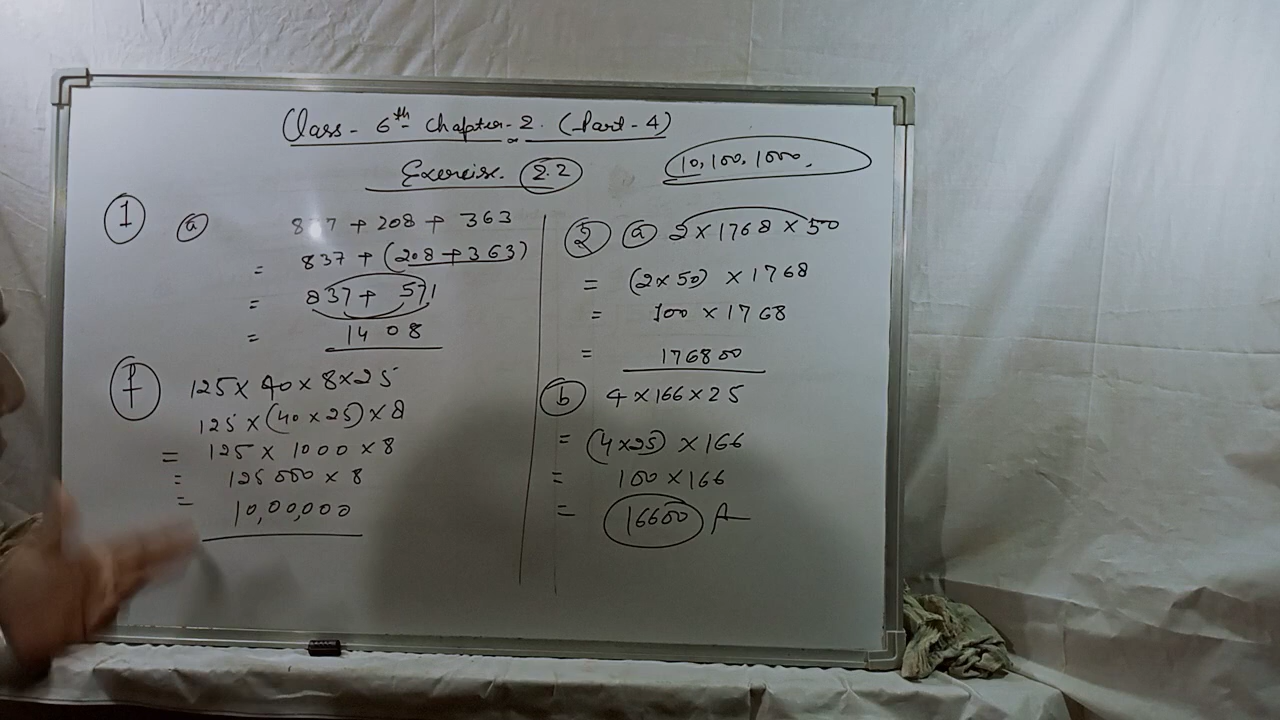 Class - 6th Chapter - 2. (Part - 4)
Exercise. 2.2
10, 100, 1000,
1 a 837 + 208 + 363
= 837 + (208 + 363)
= 837 + 571
= 1408
f 125 × 40 × 8 × 25
125 × (40 × 25) × 8
= 125 × 1000 × 8
= 125000 × 8
= 10,00,000
2 a 2 × 1768 × 50
= (2 × 50) × 1768
= 100 × 1768
= 176800
b 4 × 166 × 25
= (4×25) × 166
= 100 × 166
= 16600 A